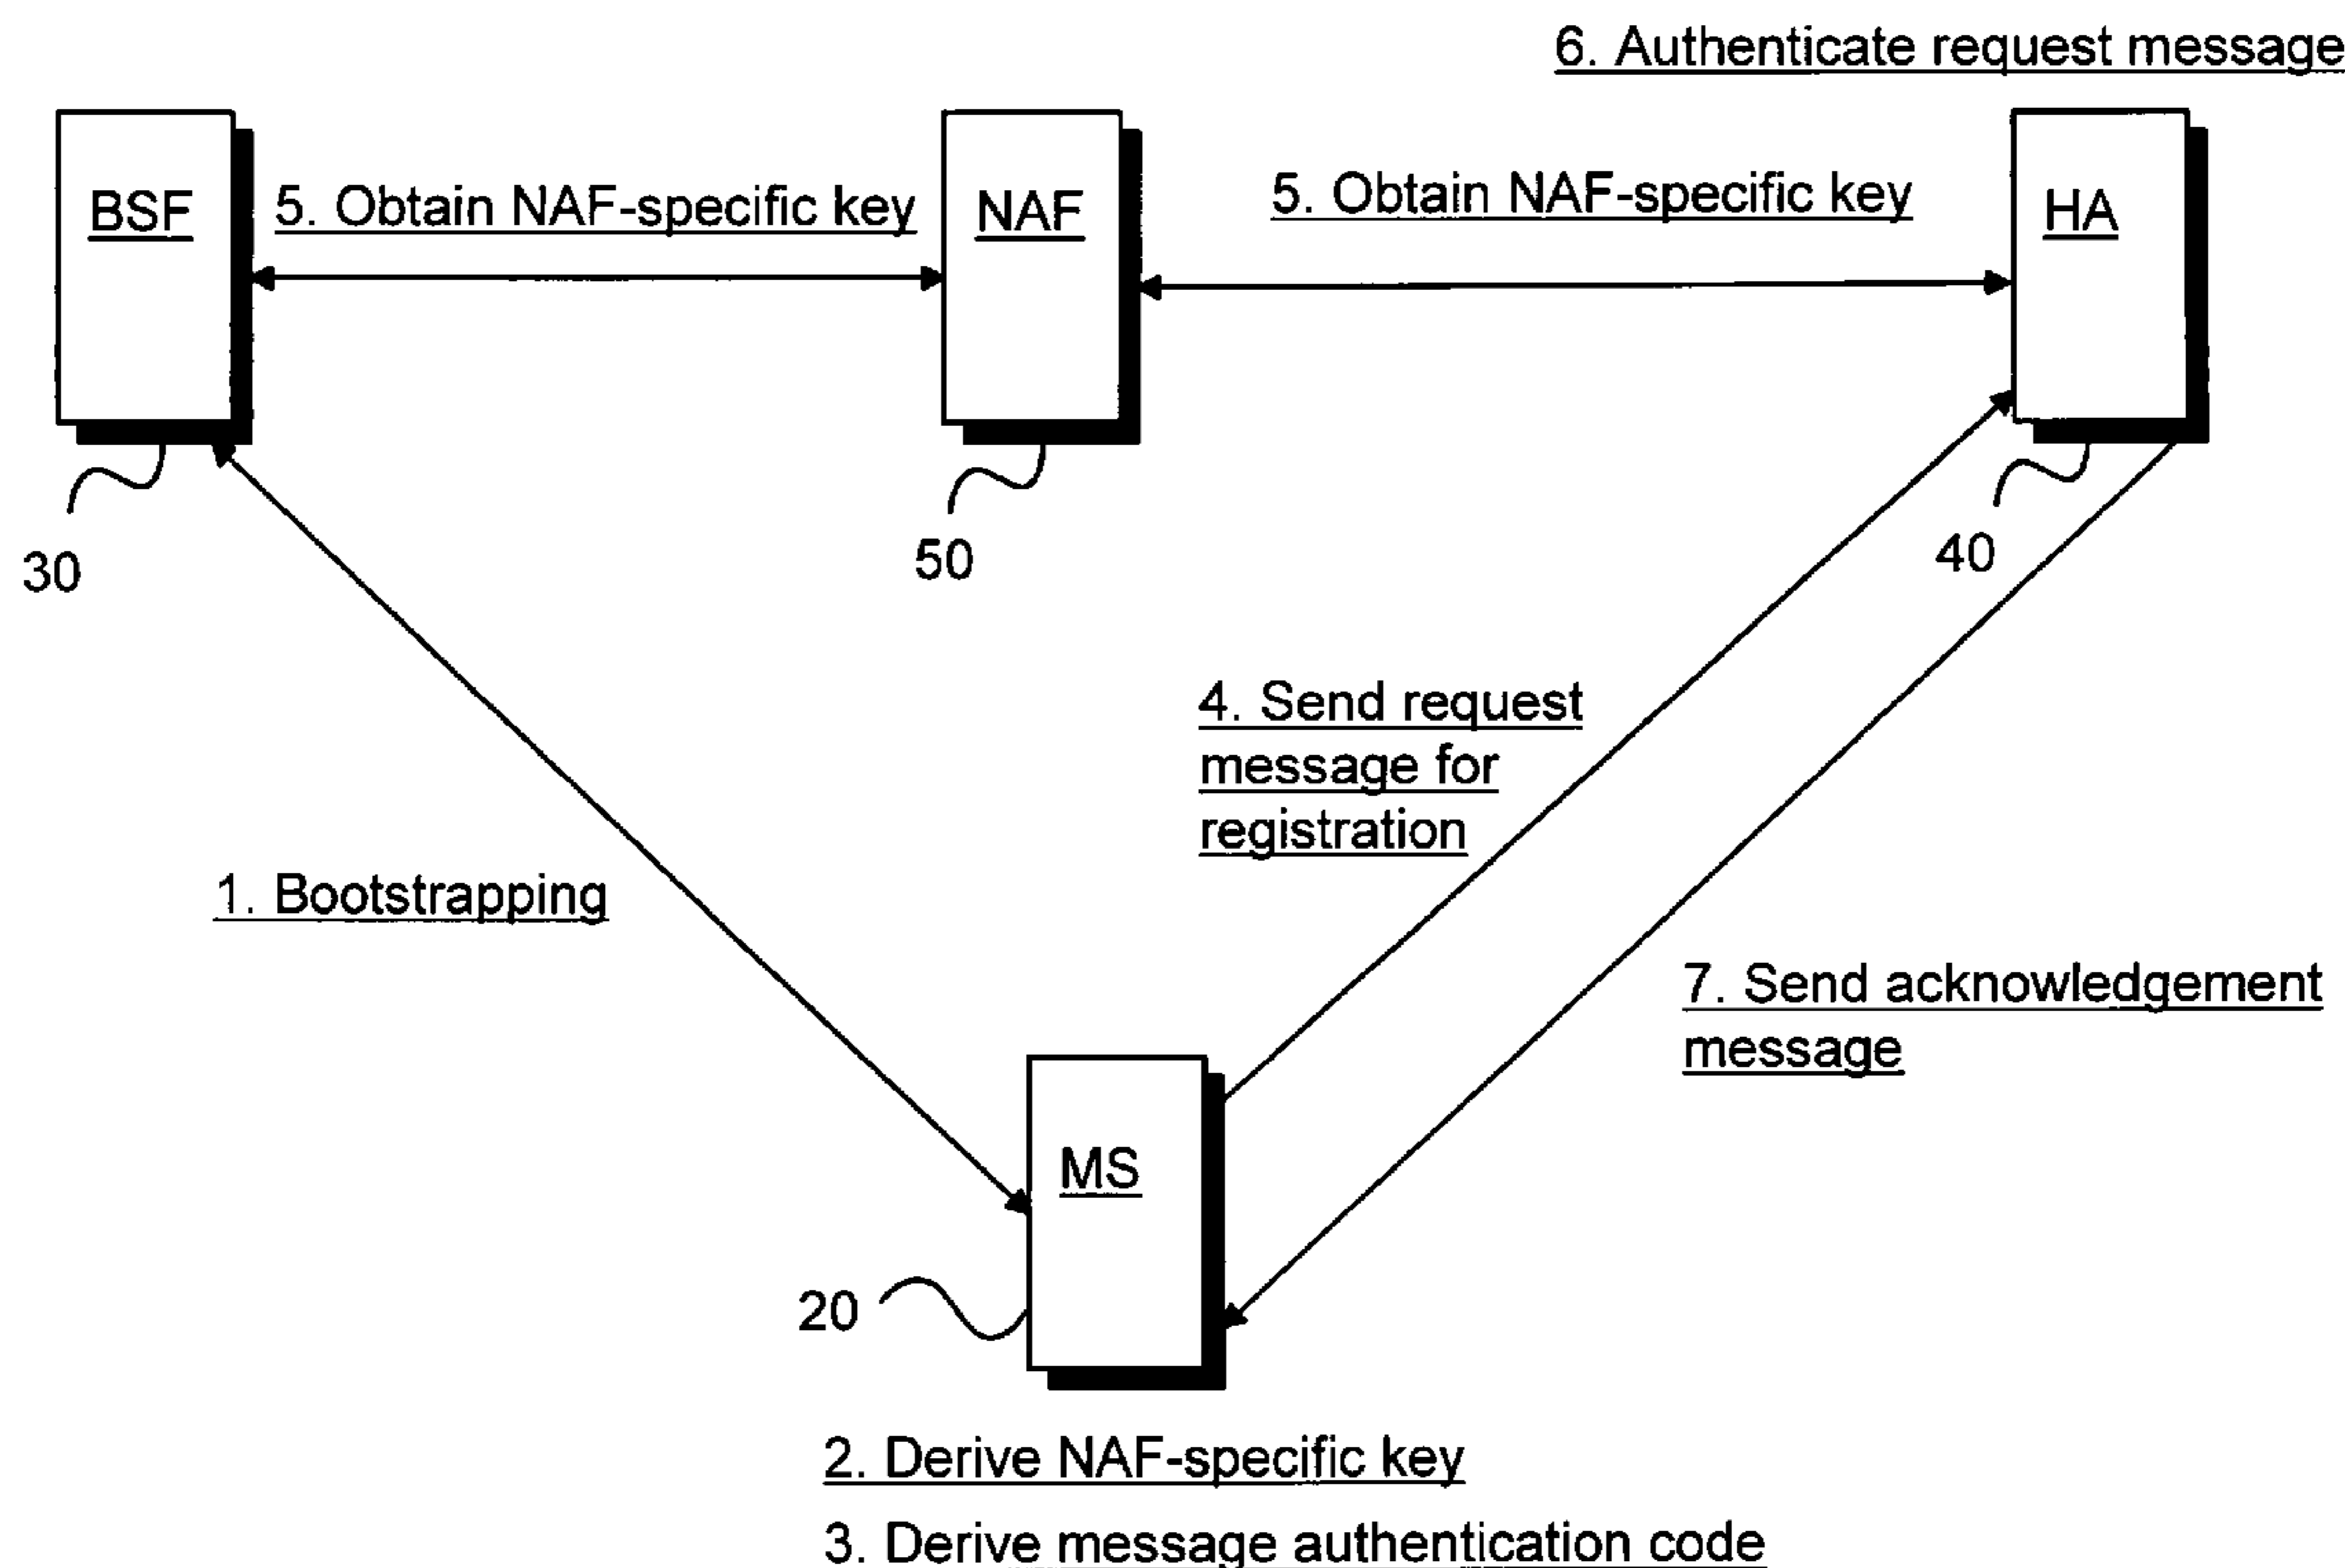 6. Authenticate request message
BSF
5. Obtain NAF-specific key
NAF
5. Obtain NAF-specific key
HA
30
50
40
4. Send request
message for
registration
1. Bootstrapping
7. Send acknowledgement
message
MS
20
2. Derive NAF-specific key
3. Derive message authentication code